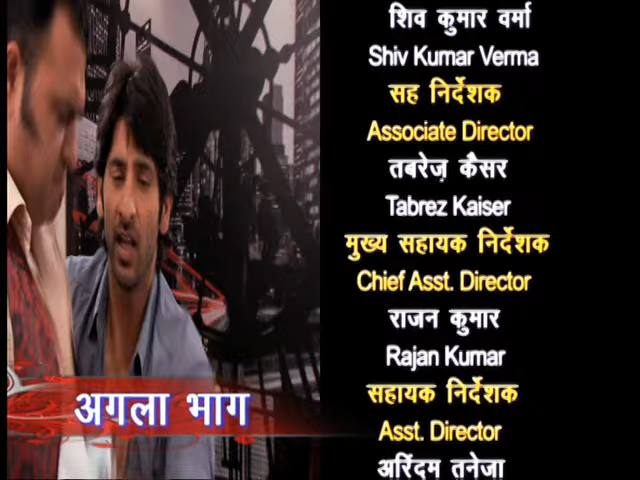 शिव कुमार वर्मा
Shiv Kumar Verma
सह निर्देशक
Associate Director
तबरेज़ कैसर
Tabrez Kaiser
मुख्य सहायक निर्देशक
Chief Asst. Director
राजन कुमार
Rajan Kumar
सहायक निर्देशक
Asst. Director
अरिंदम तनेजा
अगला भाग